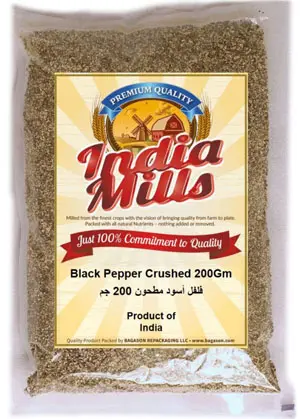 PREMIUM QUALITY
India
Mills
Milled from the finest crops with the vision of bringing quality from farm to plate.
Packed with all natural Nutrients – nothing added or removed.
Just 100% Commitment to Quality
Black Pepper Crushed 200Gm
فلفل أسود مطحون 200 جم
Product of
India
Quality Product Packed by BAGASON REPACKAGING LLC • www.bagason.com